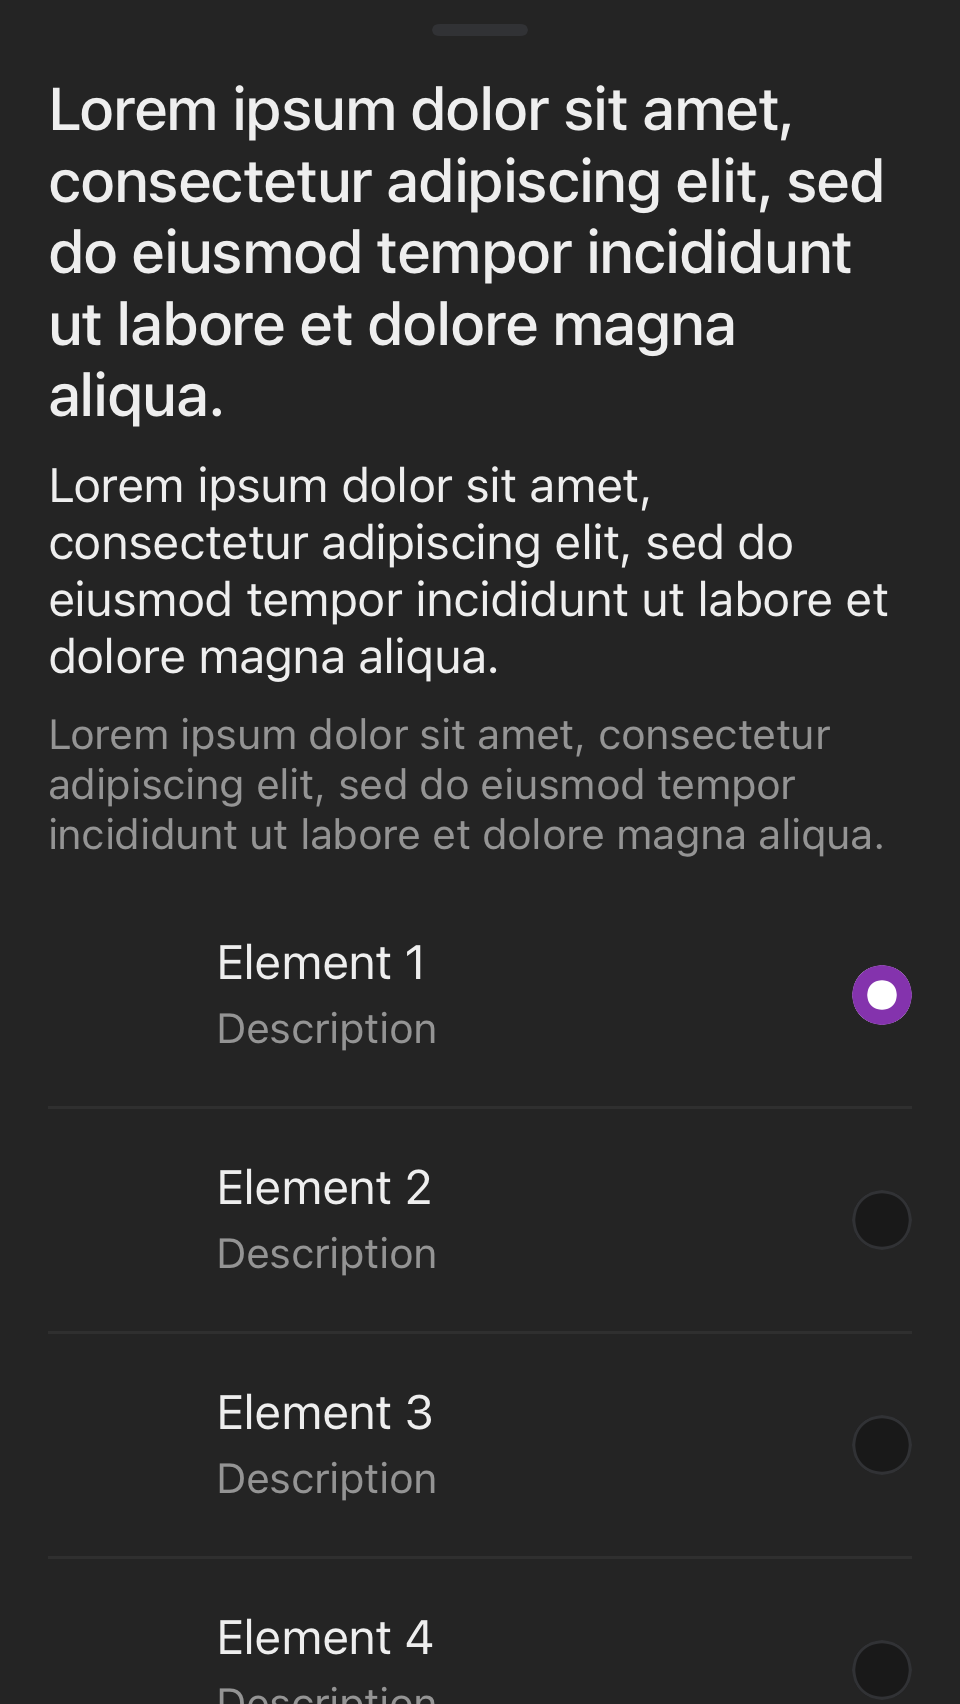 Lorem ipsum dolor sit amet,
consectetur adipiscing elit, sed
do eiusmod tempor incididunt
ut labore et dolore magna
aliqua.
Lorem ipsum dolor sit amet,
consectetur adipiscing elit, sed do
eiusmod tempor incididunt ut labore et
dolore magna aliqua.
Lorem ipsum dolor sit amet, consectetur
adipiscing elit, sed do eiusmod tempor
incididunt ut labore et dolore magna aliqua.
Element 1
Description
Element 2
Description
Element 3
Description
Element 4
Description